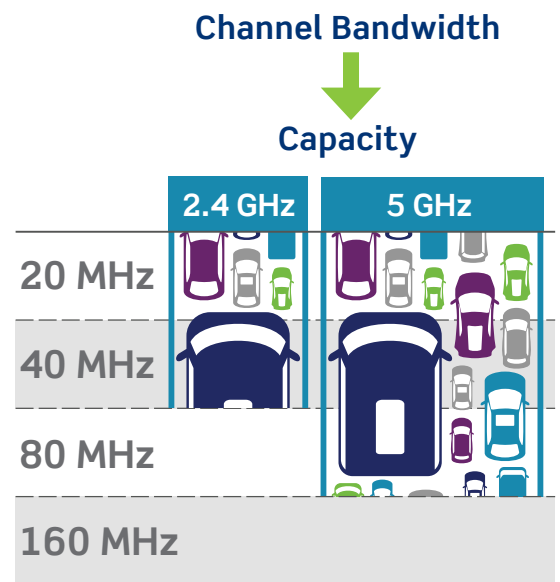 Channel Bandwidth
Capacity
2.4 GHz
5 GHz
20 MHz
40 MHz
80 MHz
160 MHz